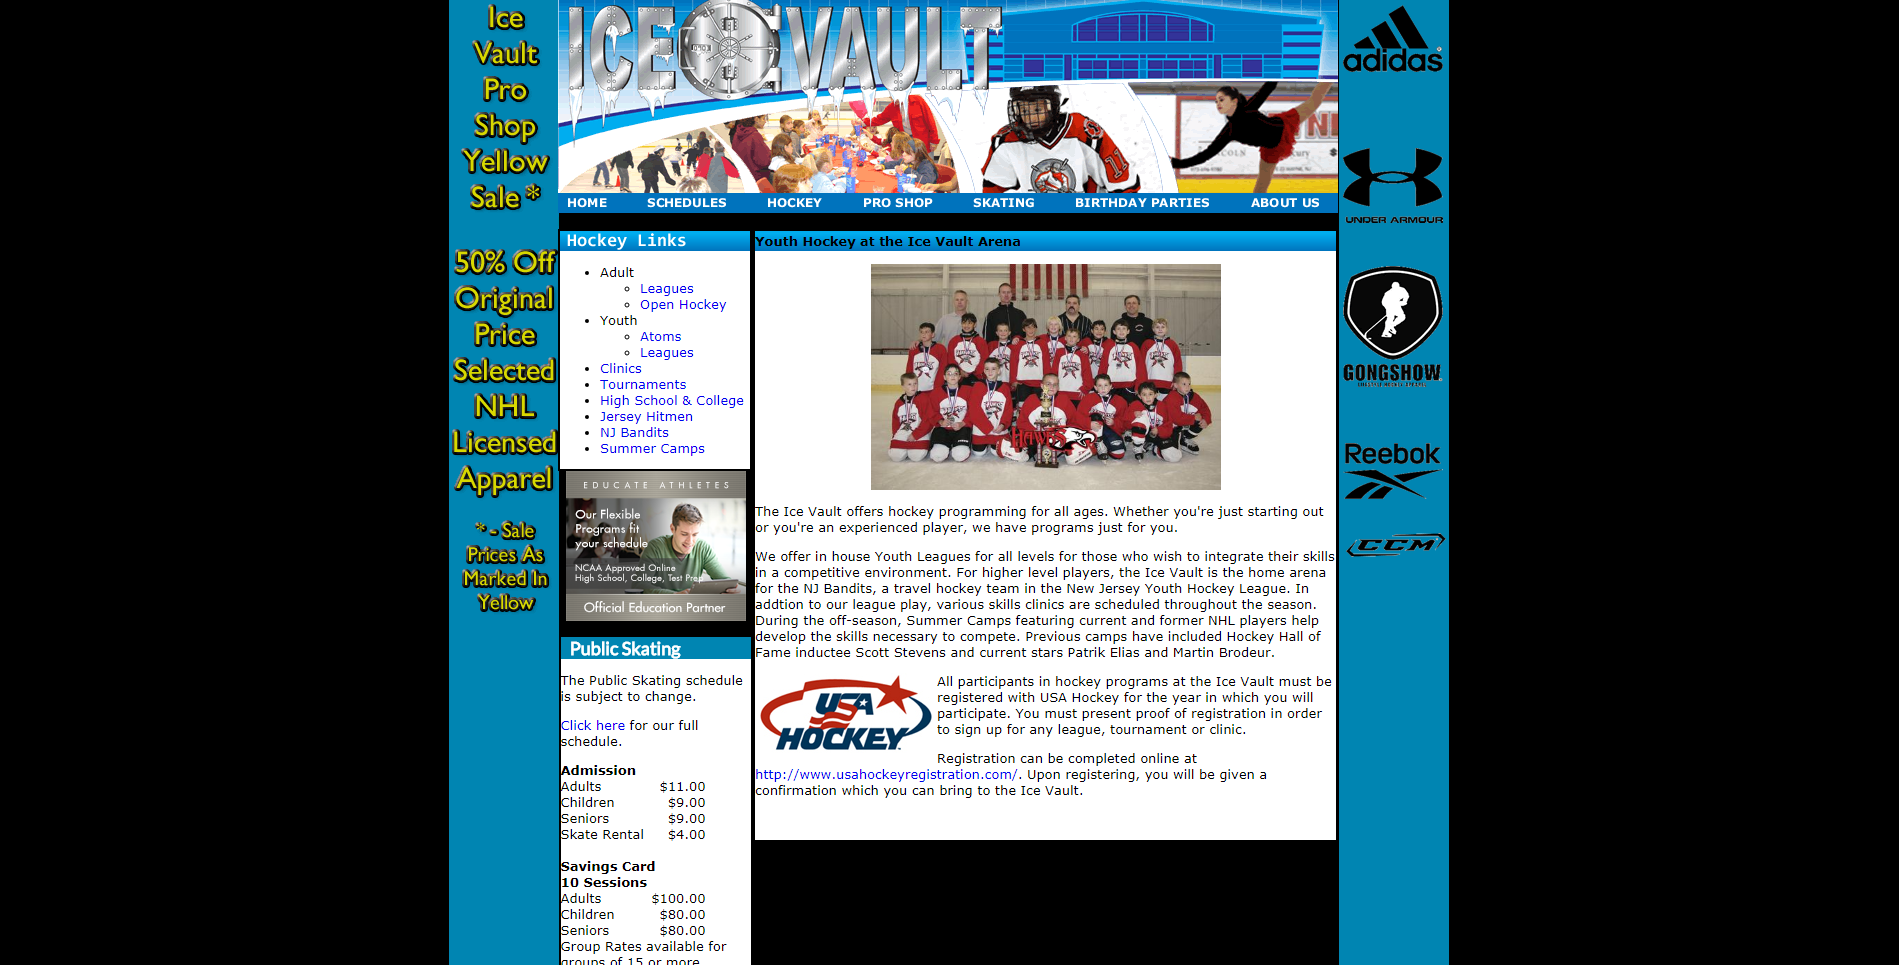 Ice
Vault
Pro
Shop
Yellow
Sale *
50% Off
Original
Price
Selected
NHL
Licensed
Apparel
* - Sale
Prices As
Marked In
Yellow
ICE VAULT
HOME SCHEDULES HOCKEY PRO SHOP SKATING BIRTHDAY PARTIES ABOUT US
Hockey Links
Adult
Leagues
Open Hockey
Youth
Atoms
Leagues
Clinics
Tournaments
High School & College
Jersey Hitmen
NJ Bandits
Summer Camps
EDUCATE ATHLETES
Our Flexible
Programs fit
your schedule
NCAA Approved Online
High School, College, Test Prep
Official Education Partner
Public Skating
The Public Skating schedule
is subject to change.
Click here for our full
schedule.
Admission
Adults $11.00
Children $9.00
Seniors $9.00
Skate Rental $4.00
Savings Card
10 Sessions
Adults $100.00
Children $80.00
Seniors $80.00
Group Rates available for
groups of 15 or more
Youth Hockey at the Ice Vault Arena
HAWKS
The Ice Vault offers hockey programming for all ages. Whether you're just starting out
or you're an experienced player, we have programs just for you.
We offer in house Youth Leagues for all levels for those who wish to integrate their skills
in a competitive environment. For higher level players, the Ice Vault is the home arena
for the NJ Bandits, a travel hockey team in the New Jersey Youth Hockey League. In
addtion to our league play, various skills clinics are scheduled throughout the season.
During the off-season, Summer Camps featuring current and former NHL players help
develop the skills necessary to compete. Previous camps have included Hockey Hall of
Fame inductee Scott Stevens and current stars Patrik Elias and Martin Brodeur.
USA
HOCKEY
All participants in hockey programs at the Ice Vault must be
registered with USA Hockey for the year in which you will
participate. You must present proof of registration in order
to sign up for any league, tournament or clinic.
Registration can be completed online at
http://www.usahockeyregistration.com/. Upon registering, you will be given a
confirmation which you can bring to the Ice Vault.
adidas
UNDER ARMOUR
GONGSHOW
Reebok
CCM